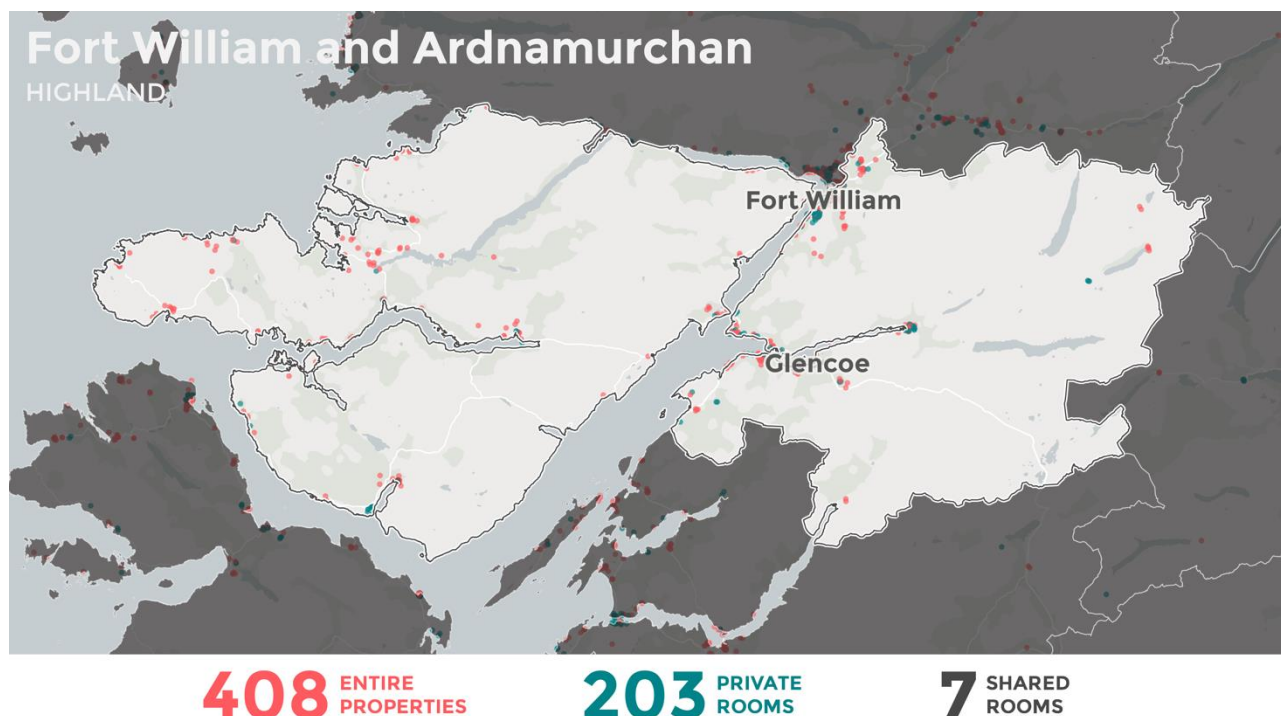 Fort William and Ardnamurchan
HIGHLAND
Fort William
Glencoe
408 ENTIRE
PROPERTIES
203 PRIVATE
ROOMS
7 SHARED
ROOMS